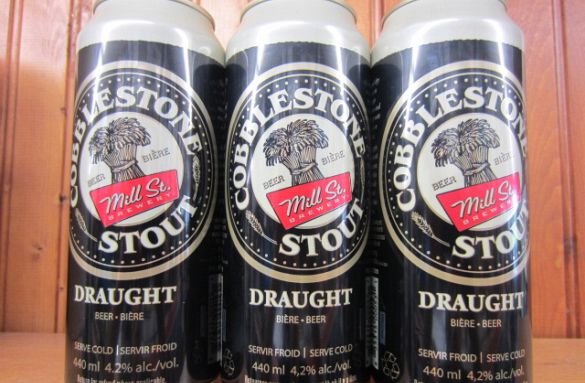 COBBLESTONE
BEER BIÈRE
Mill St.
BREWERY
STOUT
DRAUGHT
BEER • BIÈRE
SERVE COLD | SERVIR FROID
440 ml 4.2% alc./vol.
COBBLESTONE
BEER BIÈRE
Mill St.
BREWERY
STOUT
DRAUGHT
BIÈRE • BEER
SERVIR FROID | SERVE COLD
440 ml 4,2% alc./vol.
COBBLESTONE
BEER BIÈRE
Mill St.
BREWERY
STOUT
DRAUGHT
BIÈRE • BEER
SERVIR FROID | SERVE COLD
440 ml 4,2% alc./vol.